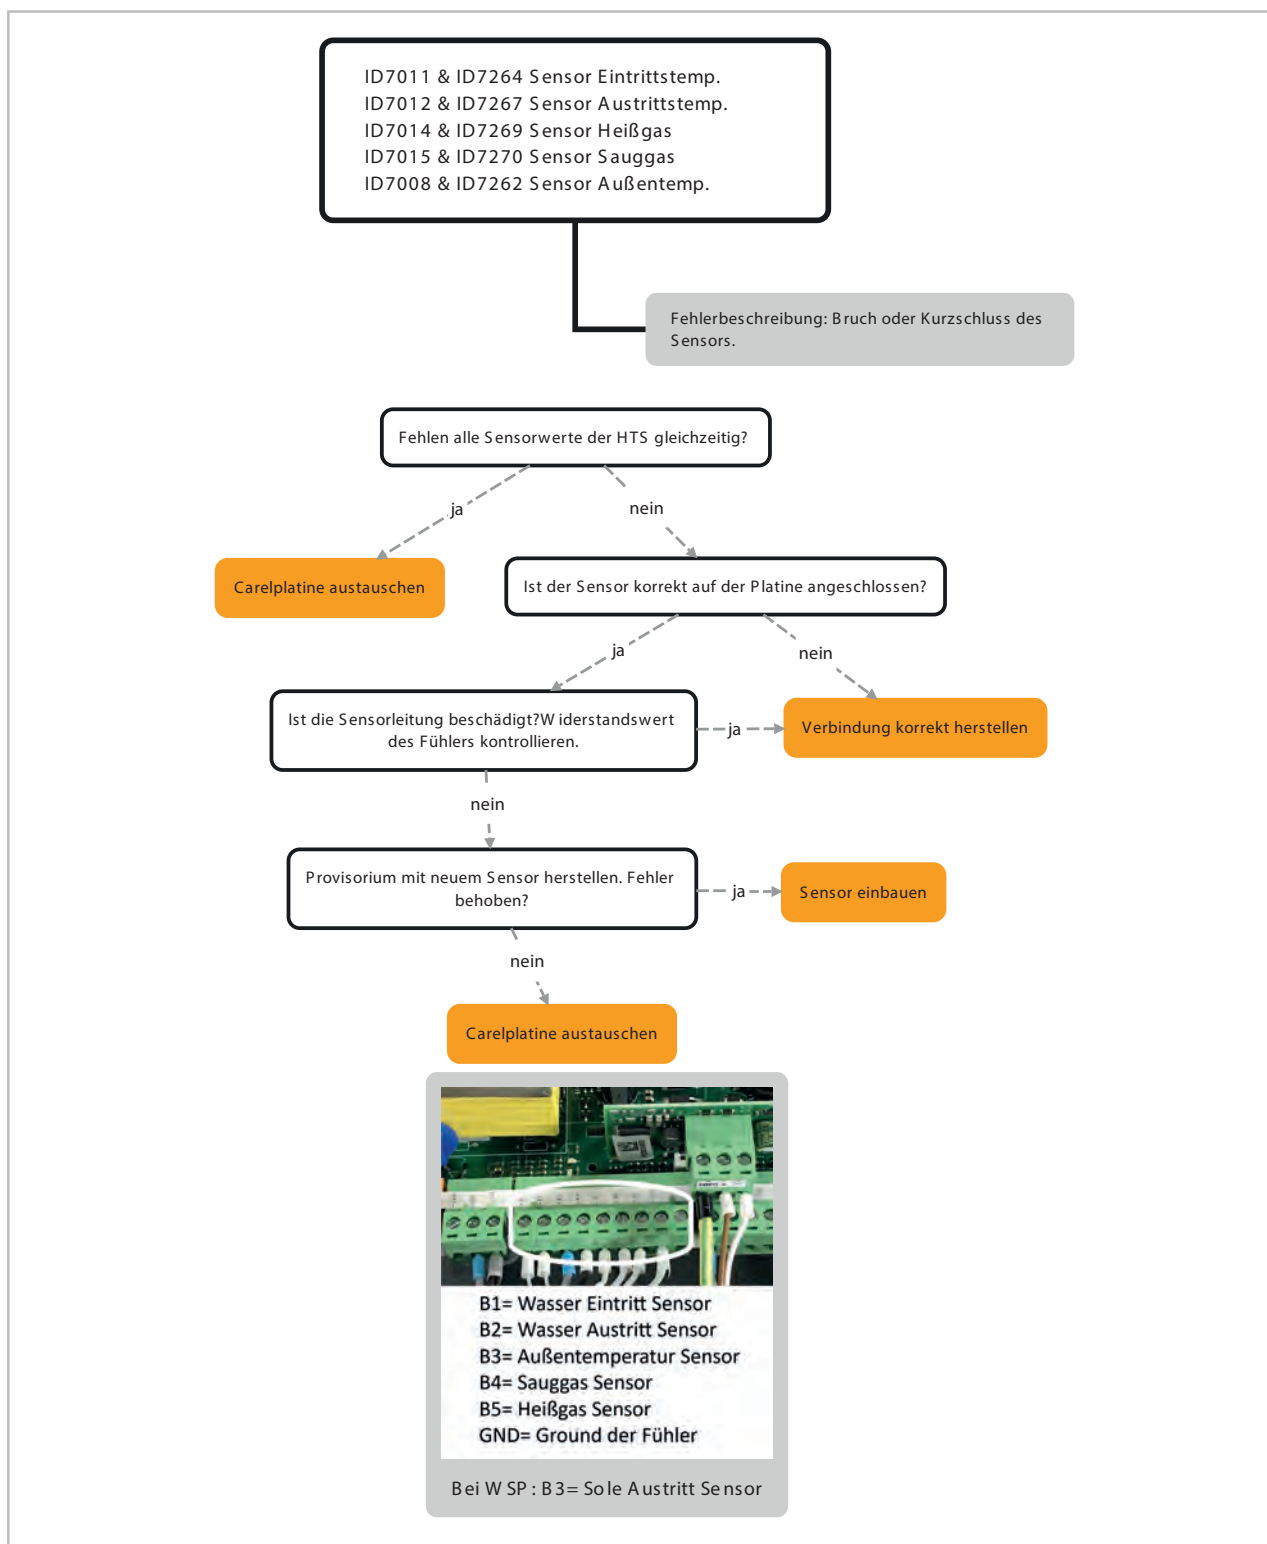 ID7011 & ID7264 Sensor Eintrittstemp.
ID7012 & ID7267 Sensor Austrittstemp.
ID7014 & ID7269 Sensor Heißgas
ID7015 & ID7270 Sensor Sauggas
ID7008 & ID7262 Sensor Außentemp.
Fehlerbeschreibung: Bruch oder Kurzschluss des
Sensors.
Fehlen alle Sensorwerte der HTS gleichzeitig?
ja
nein
Carelplatine austauschen
Ist der Sensor korrekt auf der Platine angeschlossen?
ja
nein
Ist die Sensorleitung beschädigt?Widerstandswert
des Fühlers kontrollieren.
ja
Verbindung korrekt herstellen
nein
Provisorium mit neuem Sensor herstellen. Fehler
behoben?
ja
Sensor einbauen
nein
Carelplatine austauschen
B1= Wasser Eintritt Sensor
B2= Wasser Austritt Sensor
B3= Außentemperatur Sensor
B4= Sauggas Sensor
B5= Heißgas Sensor
GND= Ground der Fühler
Bei WSP: B3= Sole Austritt Sensor